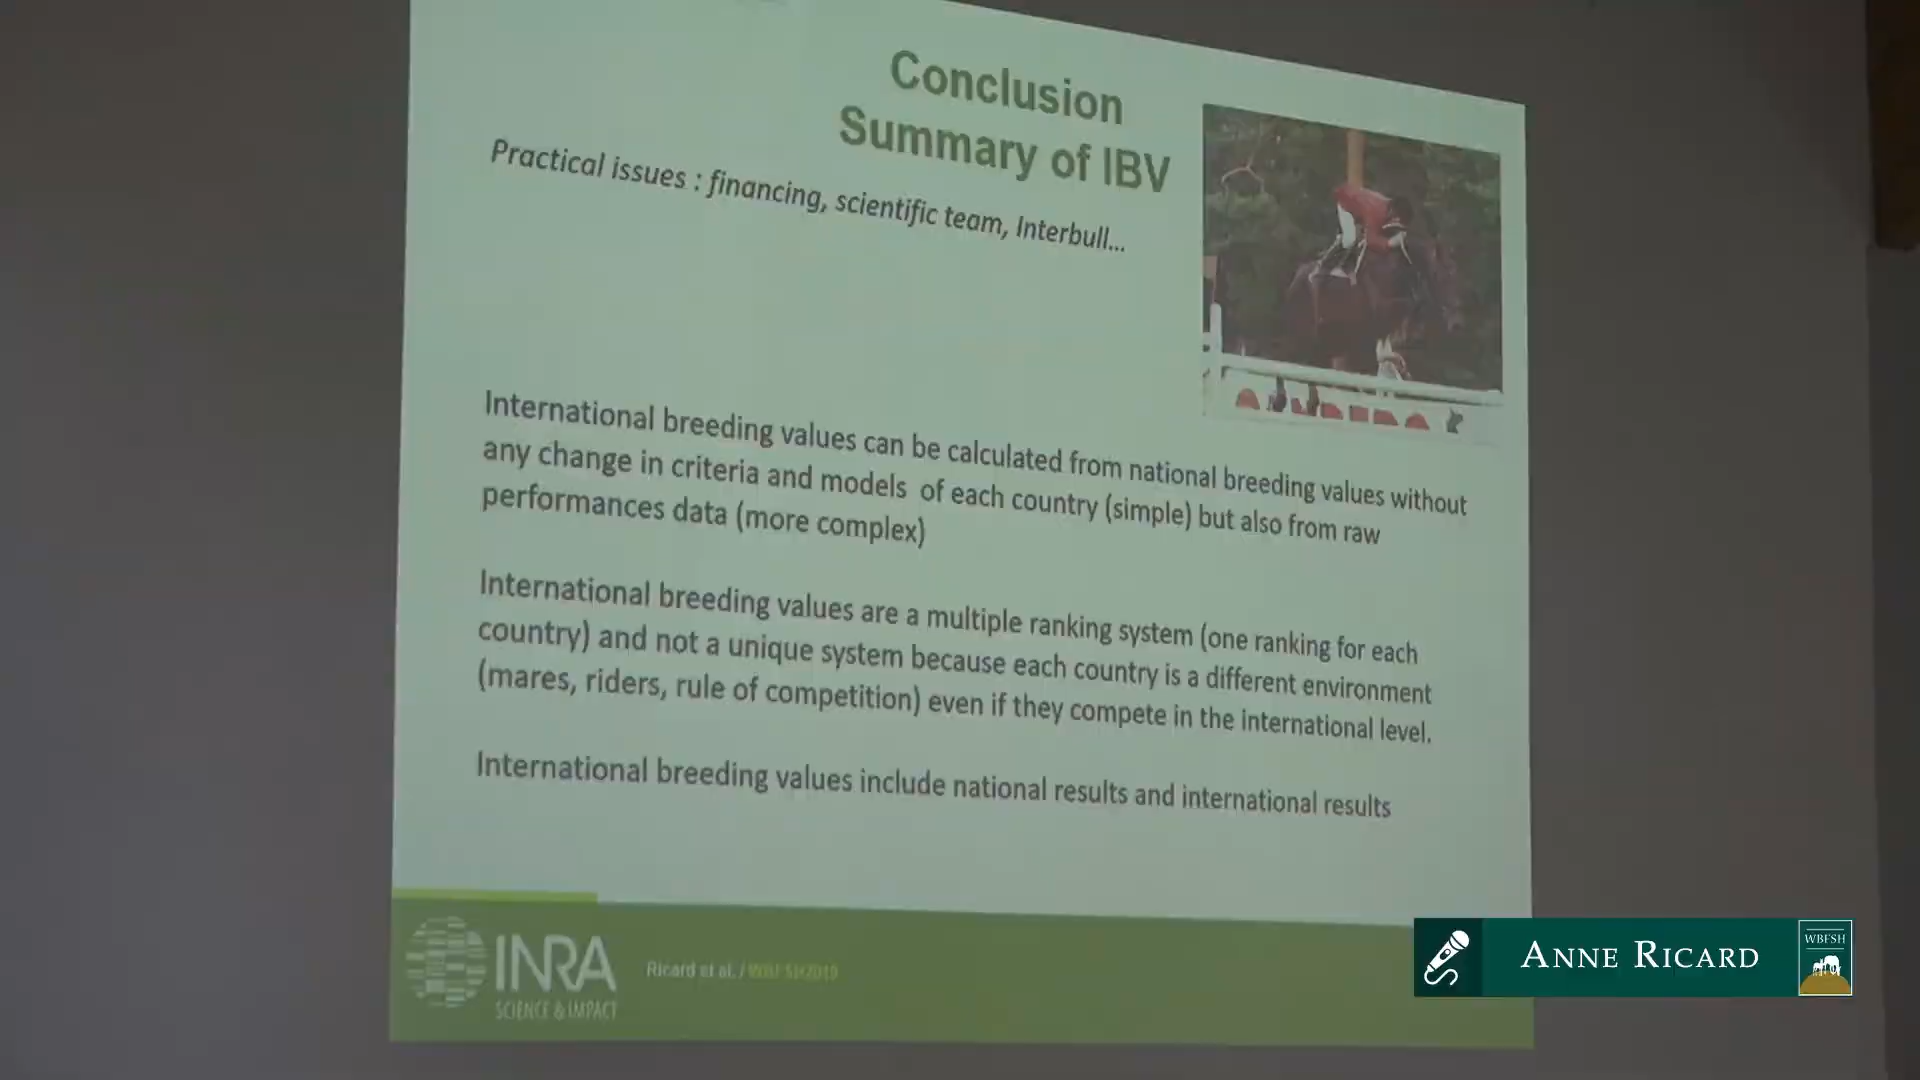 Conclusion
Summary of IBV
Practical issues : financing, scientific team, Interbull...
International breeding values can be calculated from national breeding values without
any change in criteria and models of each country (simple) but also from raw
performances data (more complex)
International breeding values are a multiple ranking system (one ranking for each
country) and not a unique system because each country is a different environment
(mares, riders, rule of competition) even if they compete in the international level.
International breeding values include national results and international results
INRA
SCIENCE & IMPACT
Ricard et al. /
ANNE RICARD
WBFSH